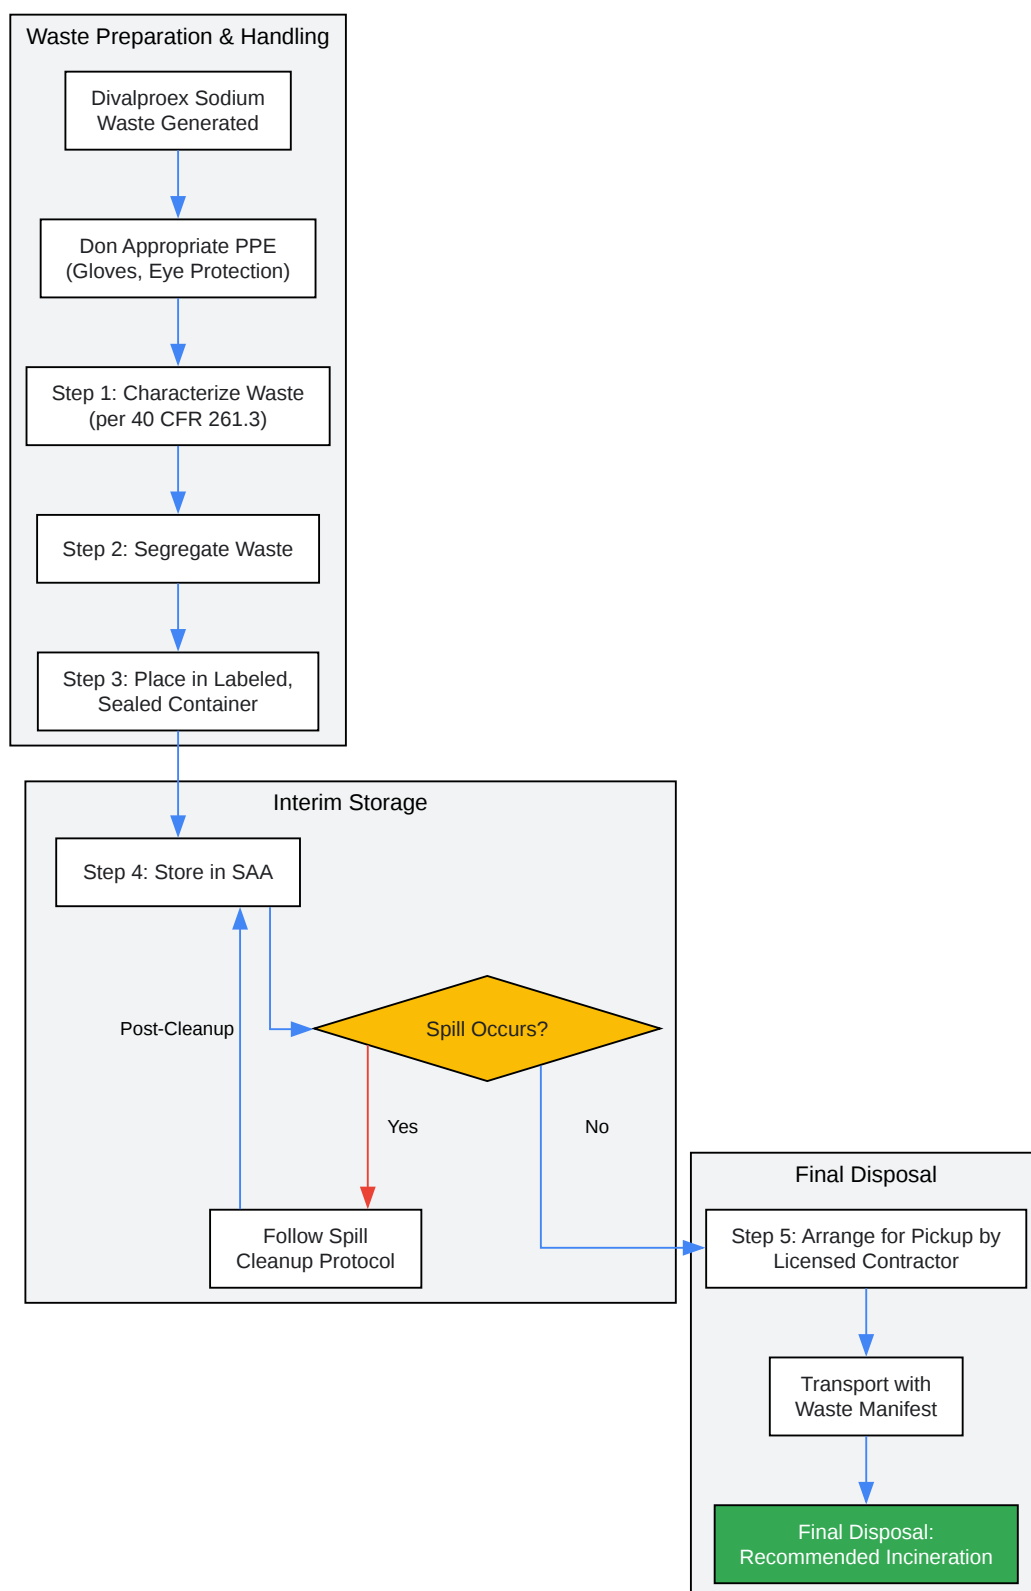 Waste Preparation & Handling
Divalproex Sodium
Waste Generated
Don Appropriate PPE
(Gloves, Eye Protection)
Step 1: Characterize Waste
(per 40 CFR 261.3)
Step 2: Segregate Waste
Step 3: Place in Labeled,
Sealed Container
Interim Storage
Step 4: Store in SAA
Post-Cleanup
Spill Occurs?
Yes
No
Follow Spill
Cleanup Protocol
Final Disposal
Step 5: Arrange for Pickup by
Licensed Contractor
Transport with
Waste Manifest
Final Disposal:
Recommended Incineration